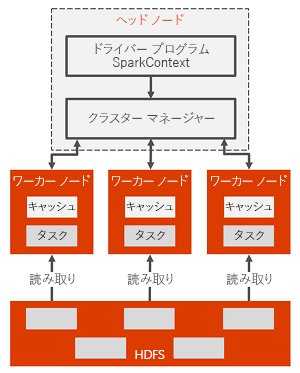 ヘッド ノード
ドライバー プログラム
SparkContext
クラスター マネージャー
ワーカー ノード
キャッシュ
タスク
ワーカー ノード
キャッシュ
タスク
ワーカー ノード
キャッシュ
タスク
読み取り
読み取り
読み取り
HDFS